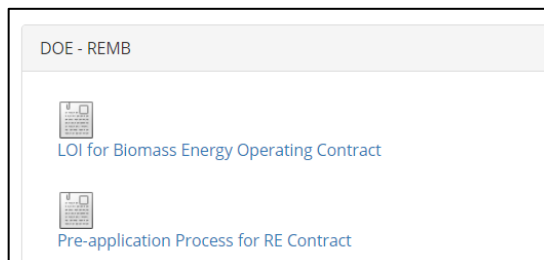 DOE - REMB
LOI for Biomass Energy Operating Contract
Pre-application Process for RE Contract